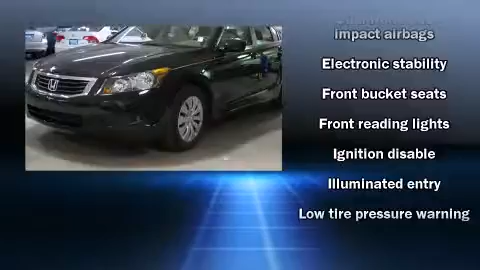 impact airbags
Electronic stability
Front bucket seats
Front reading lights
Ignition disable
Illuminated entry
Low tire pressure warning